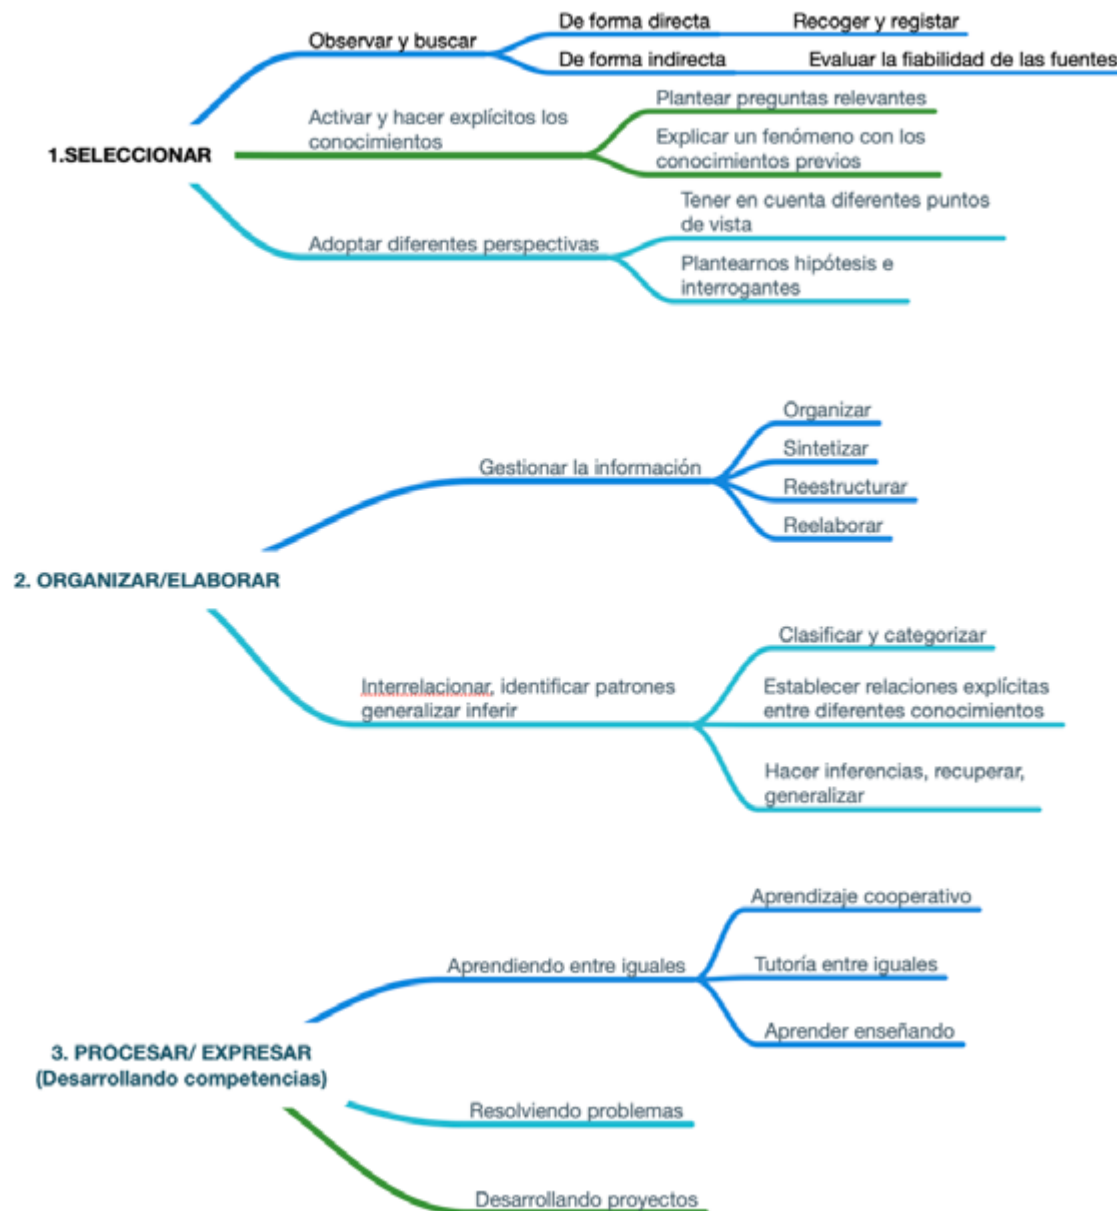 Observar y buscar
De forma directa
Recoger y registar
De forma indirecta
Evaluar la fiabilidad de las fuentes
1.SELECCIONAR
Activar y hacer explícitos los
conocimientos
Plantear preguntas relevantes
Explicar un fenómeno con los
conocimientos previos
Adoptar diferentes perspectivas
Tener en cuenta diferentes puntos
de vista
Plantearnos hipótesis e
interrogantes
2. ORGANIZAR/ELABORAR
Gestionar la información
Organizar
Sintetizar
Reestructurar
Reelaborar
Interrelacionar, identificar patrones
generalizar inferir
Clasificar y categorizar
Establecer relaciones explícitas
entre diferentes conocimientos
Hacer inferencias, recuperar,
generalizar
3. PROCESAR/ EXPRESAR
(Desarrollando competencias)
Aprendiendo entre iguales
Aprendizaje cooperativo
Tutoría entre iguales
Aprender enseñando
Resolviendo problemas
Desarrollando proyectos